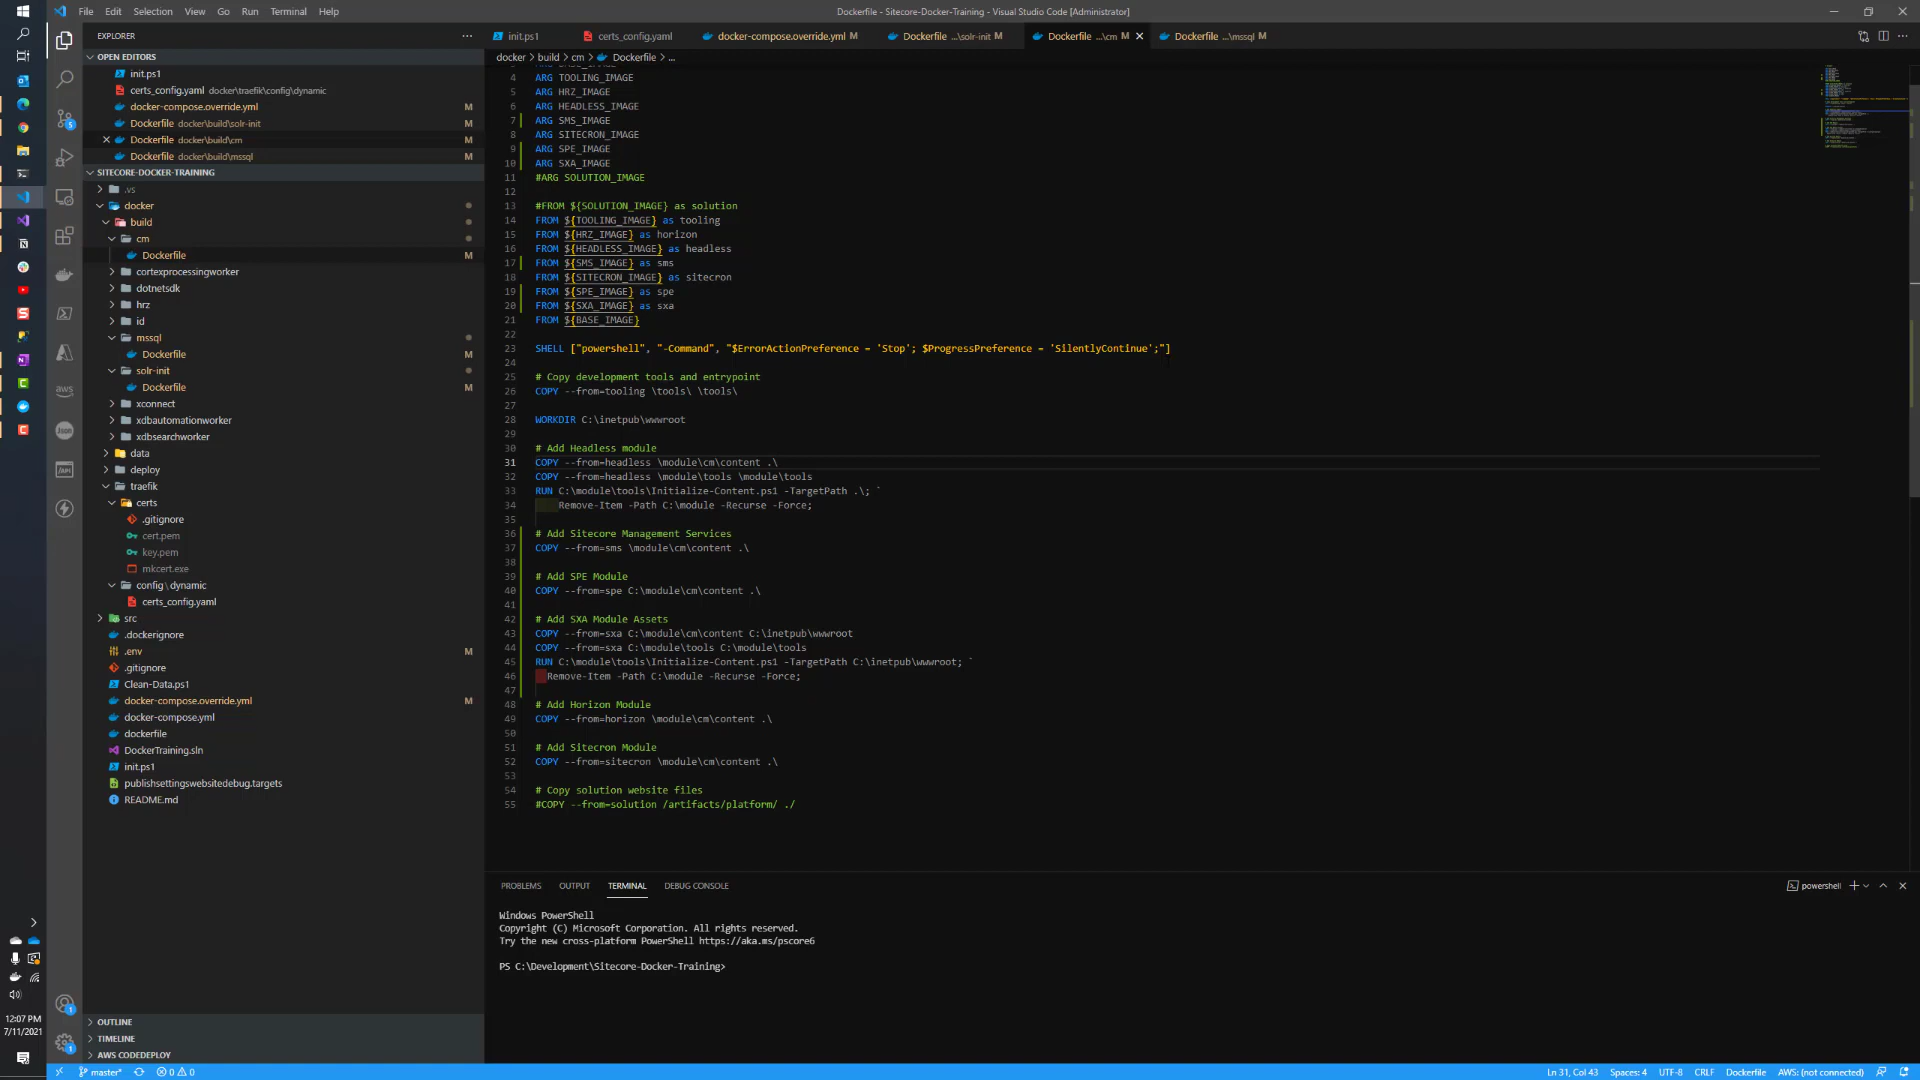 File Edit Selection View Go Run Terminal Help
Dockerfile - Sitecore-Docker-Training - Visual Studio Code [Administrator]
EXPLORER
init.ps1
certs_config.yaml
docker-compose.override.yml M
Dockerfile ...\solr-init M
Dockerfile ...\cm M
Dockerfile ...\mssql M
OPEN EDITORS
init.ps1
certs_config.yaml docker\traefik\config\dynamic
docker-compose.override.yml M
Dockerfile docker\build\solr-init M
Dockerfile docker\build\cm M
Dockerfile docker\build\mssql M
SITECORE-DOCKER-TRAINING
.vs
docker
build
cm
Dockerfile M
cortexprocessingworker
dotnetsdk
hrz
id
mssql
Dockerfile M
solr-init
Dockerfile M
xconnect
xdbautomationworker
xdbsearchworker
data
deploy
traefik
certs
.gitignore
cert.pem
key.pem
mkcert.exe
config\dynamic
certs_config.yaml
src
.dockerignore
.env M
.gitignore
Clean-Data.ps1
docker-compose.override.yml M
docker-compose.yml
dockerfile
DockerTraining.sln
init.ps1
publishsettingswebsitedebug.targets
README.md
OUTLINE
TIMELINE
AWS CODEDEPLOY
docker > build > cm > Dockerfile > ...
4 ARG TOOLING_IMAGE
5 ARG HRZ_IMAGE
6 ARG HEADLESS_IMAGE
7 ARG SMS_IMAGE
8 ARG SITECRON_IMAGE
9 ARG SPE_IMAGE
10 ARG SXA_IMAGE
11 #ARG SOLUTION_IMAGE
12
13 #FROM ${SOLUTION_IMAGE} as solution
14 FROM ${TOOLING_IMAGE} as tooling
15 FROM ${HRZ_IMAGE} as horizon
16 FROM ${HEADLESS_IMAGE} as headless
17 FROM ${SMS_IMAGE} as sms
18 FROM ${SITECRON_IMAGE} as sitecron
19 FROM ${SPE_IMAGE} as spe
20 FROM ${SXA_IMAGE} as sxa
21 FROM ${BASE_IMAGE}
22
23 SHELL ["powershell", "-Command", "$ErrorActionPreference = 'Stop'; $ProgressPreference = 'SilentlyContinue';"]
24
25 # Copy development tools and entrypoint
26 COPY --from=tooling \tools\ \tools\
27
28 WORKDIR C:\inetpub\wwwroot
29
30 # Add Headless module
31 COPY --from=headless \module\cm\content .\
32 COPY --from=headless \module\tools \module\tools
33 RUN C:\module\tools\Initialize-Content.ps1 -TargetPath .\; `
34 Remove-Item -Path C:\module -Recurse -Force;
35
36 # Add Sitecore Management Services
37 COPY --from=sms \module\cm\content .\
38
39 # Add SPE Module
40 COPY --from=spe C:\module\cm\content .\
41
42 # Add SXA Module Assets
43 COPY --from=sxa C:\module\cm\content C:\inetpub\wwwroot
44 COPY --from=sxa C:\module\tools C:\module\tools
45 RUN C:\module\tools\Initialize-Content.ps1 -TargetPath C:\inetpub\wwwroot; `
46 Remove-Item -Path C:\module -Recurse -Force;
47
48 # Add Horizon Module
49 COPY --from=horizon \module\cm\content .\
50
51 # Add Sitecron Module
52 COPY --from=sitecron \module\cm\content .\
53
54 # Copy solution website files
55 #COPY --from=solution /artifacts/platform/ ./
PROBLEMS OUTPUT TERMINAL DEBUG CONSOLE
powershell
Windows PowerShell
Copyright (C) Microsoft Corporation. All rights reserved.
Try the new cross-platform PowerShell https://aka.ms/pscore6
PS C:\Development\Sitecore-Docker-Training>
12:07 PM
7/11/2021
master* 0 0
Ln 31, Col 43 Spaces: 4 UTF-8 CRLF Dockerfile AWS: (not connected)